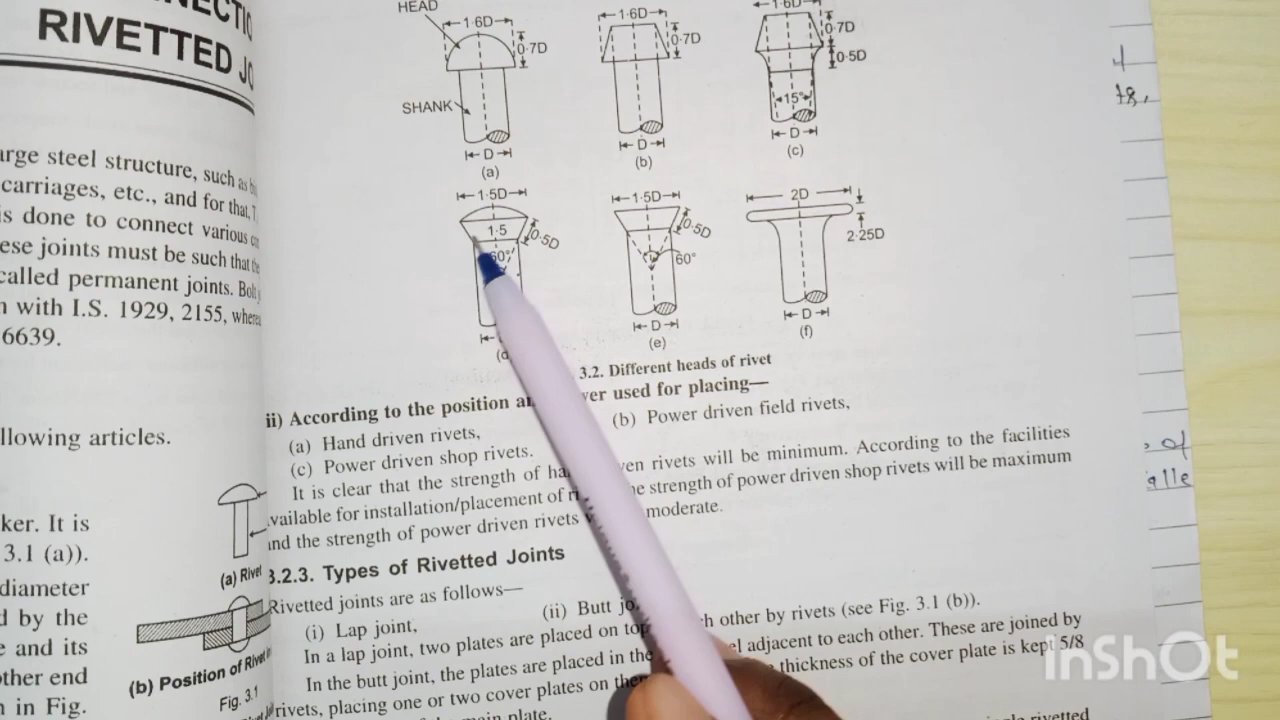 RIVETTED JO
HEAD
1·6D
0·7D
SHANK
D
(a)
1·6D
0·7D
D
(b)
1·6D
0·7D
0·5D
15°
D
(c)
1·5D
1·5
0·5D
60°
1·5D
0·5D
60°
D
(e)
2D
2·25D
D
(f)
3.2. Different heads of rivet
arge steel structure, such as
carriages, etc., and for that.
is done to connect various
ese joints must be such that the
called permanent joints. Bolt
with I.S. 1929, 2155,
6639.
llowing articles.
ker. It is
3.1 (a)).
diameter
d by the
e and its
other end
in Fig.
(a) Rivet
(b) Position of Rivet
Fig. 3.1
ii) According to the position used for placing—
(a) Hand driven rivets, (b) Power driven field rivets,
(c) Power driven shop rivets.
It is clear that the strength of rivets will be minimum. According to the facilities
available for installation/placement of strength of power driven shop rivets will be maximum
and the strength of power driven rivets moderate.
3.2.3. Types of Rivetted Joints
Rivetted joints are as follows—
(i) Lap joint, (ii) Butt
In a lap joint, two plates are placed on top other by rivets (see Fig. 3.1 (b)).
In the butt joint, the plates are placed in the adjacent to each other. These are joined by
rivets, placing one or two cover plates on thickness of the cover plate is kept 5/8
plate.
rivetted
of
InShOt